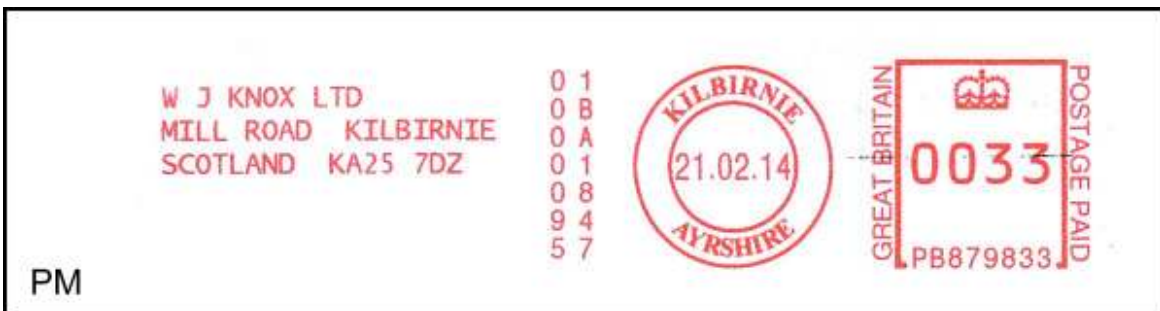 W J KNOX LTD
MILL ROAD KILBIRNIE
SCOTLAND KA25 7DZ
0 1
0 B
0 A
0 1
0 8
9 4
5 7
KILBIRNIE
21.02.14
AYRSHIRE
GREAT BRITAIN
0033
PB879833
POSTAGE PAID
PM